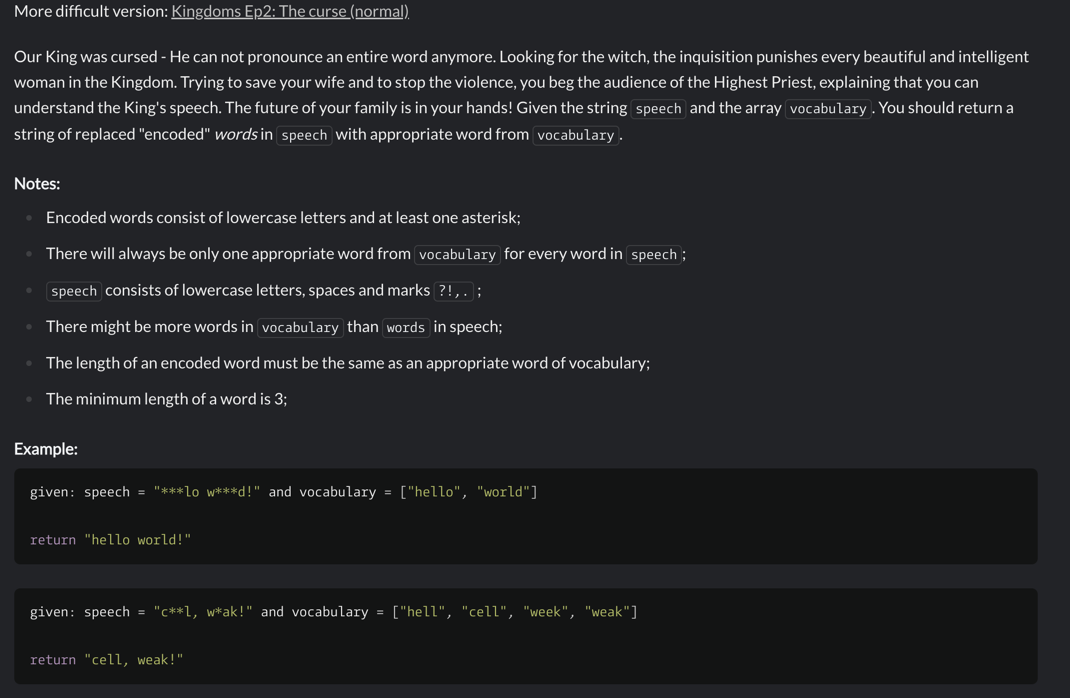 More difficult version: Kingdoms Ep2: The curse (normal)
Our King was cursed - He can not pronounce an entire word anymore. Looking for the witch, the inquisition punishes every beautiful and intelligent
woman in the Kingdom. Trying to save your wife and to stop the violence, you beg the audience of the Highest Priest, explaining that you can
understand the King's speech. The future of your family is in your hands! Given the string speech and the array vocabulary. You should return a
string of replaced "encoded" words in speech with appropriate word from vocabulary.
Notes:
Encoded words consist of lowercase letters and at least one asterisk;
There will always be only one appropriate word from vocabulary for every word in speech;
speech consists of lowercase letters, spaces and marks ?!,. ;
There might be more words in vocabulary than words in speech;
The length of an encoded word must be the same as an appropriate word of vocabulary;
The minimum length of a word is 3;
Example:
given: speech = "***lo w***d!" and vocabulary = ["hello", "world"]
return "hello world!"
given: speech = "c**l, w*ak!" and vocabulary = ["hell", "cell", "week", "weak"]
return "cell, weak!"